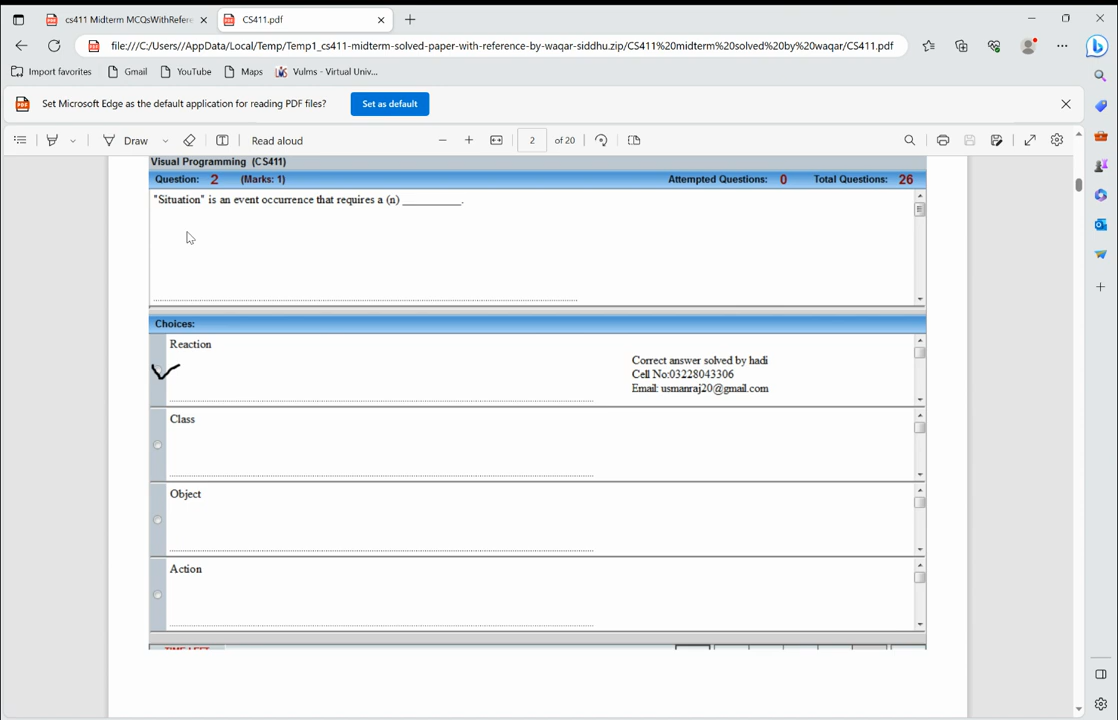 cs411 Midterm MCQsWithRefere
CS411.pdf
file:///C:/Users//AppData/Local/Temp/Temp1_cs411-midterm-solved-paper-with-reference-by-waqar-siddhu.zip/CS411%20midterm%20solved%20by%20waqar/CS411.pdf
Import favorites
Gmail
YouTube
Maps
Vulms - Virtual Univ...
Set Microsoft Edge as the default application for reading PDF files?
Set as default
Draw
Read aloud
2
of 20
Visual Programming (CS411)
Question: 2 (Marks: 1)
Attempted Questions: 0
Total Questions: 26
"Situation" is an event occurrence that requires a (n) __________.
Choices:
Reaction
Correct answer solved by hadi
Cell No:03228043306
Email: usmanraj20@gmail.com
Class
Object
Action
TIME LEFT